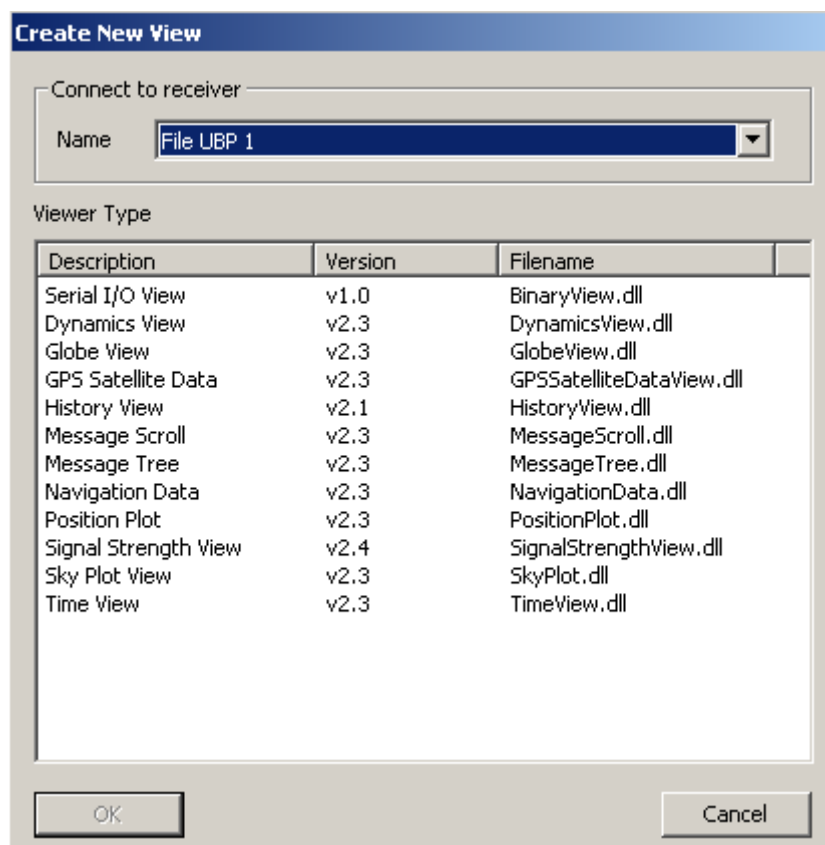 Create New View
Connect to receiver
Name File UBP 1
Viewer Type
Description Version Filename
Serial I/O View v1.0 BinaryView.dll
Dynamics View v2.3 DynamicsView.dll
Globe View v2.3 GlobeView.dll
GPS Satellite Data v2.3 GPSSatelliteDataView.dll
History View v2.1 HistoryView.dll
Message Scroll v2.3 MessageScroll.dll
Message Tree v2.3 MessageTree.dll
Navigation Data v2.3 NavigationData.dll
Position Plot v2.3 PositionPlot.dll
Signal Strength View v2.4 SignalStrengthView.dll
Sky Plot View v2.3 SkyPlot.dll
Time View v2.3 TimeView.dll
OK Cancel